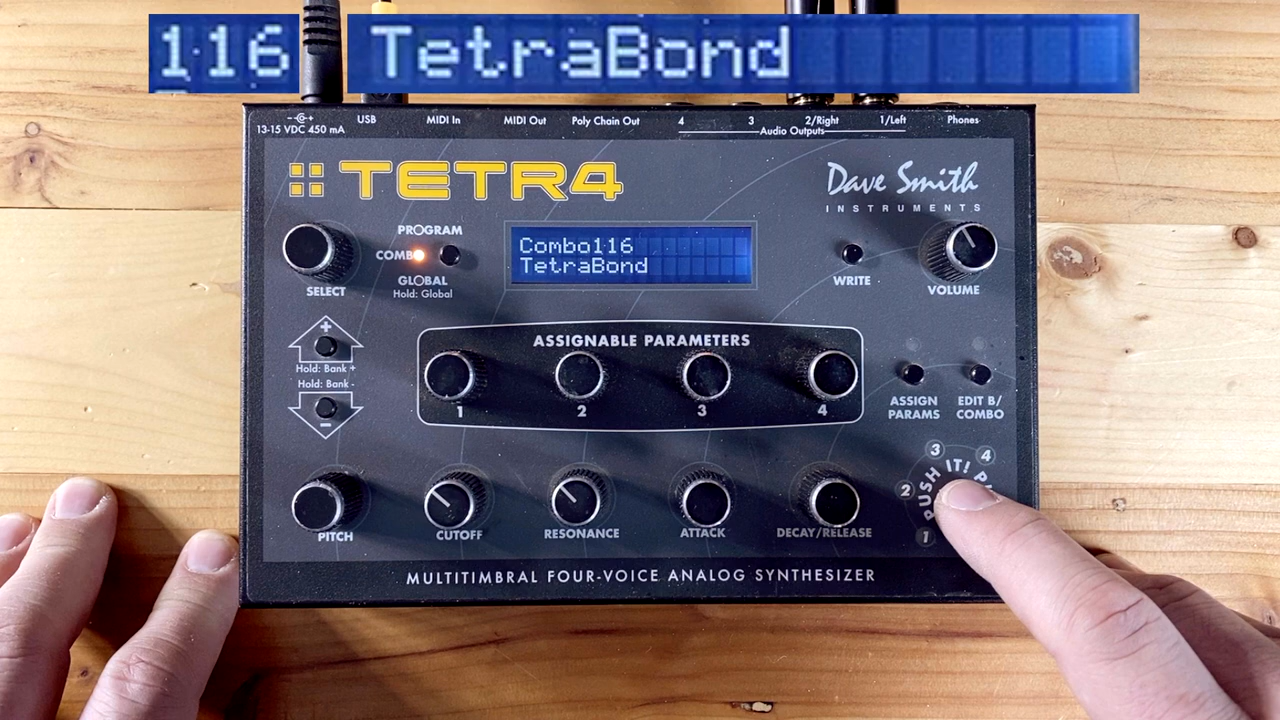 116 TetraBond
13-15 VDC 450 mA
USB
MIDI In
MIDI Out
Poly Chain Out
4
3
2/Right
1/Left
Audio Outputs
Phones
TETR4
Dave Smith
INSTRUMENTS
PROGRAM
COMBO
GLOBAL
Hold: Global
SELECT
Combo116
TetraBond
WRITE
VOLUME
+
Hold: Bank +
Hold: Bank -
-
ASSIGNABLE PARAMETERS
1
2
3
4
ASSIGN
PARAMS
EDIT B/
COMBO
PUSH IT!
1
2
3
4
PITCH
CUTOFF
RESONANCE
ATTACK
DECAY/RELEASE
MULTITIMBRAL FOUR-VOICE ANALOG SYNTHESIZER